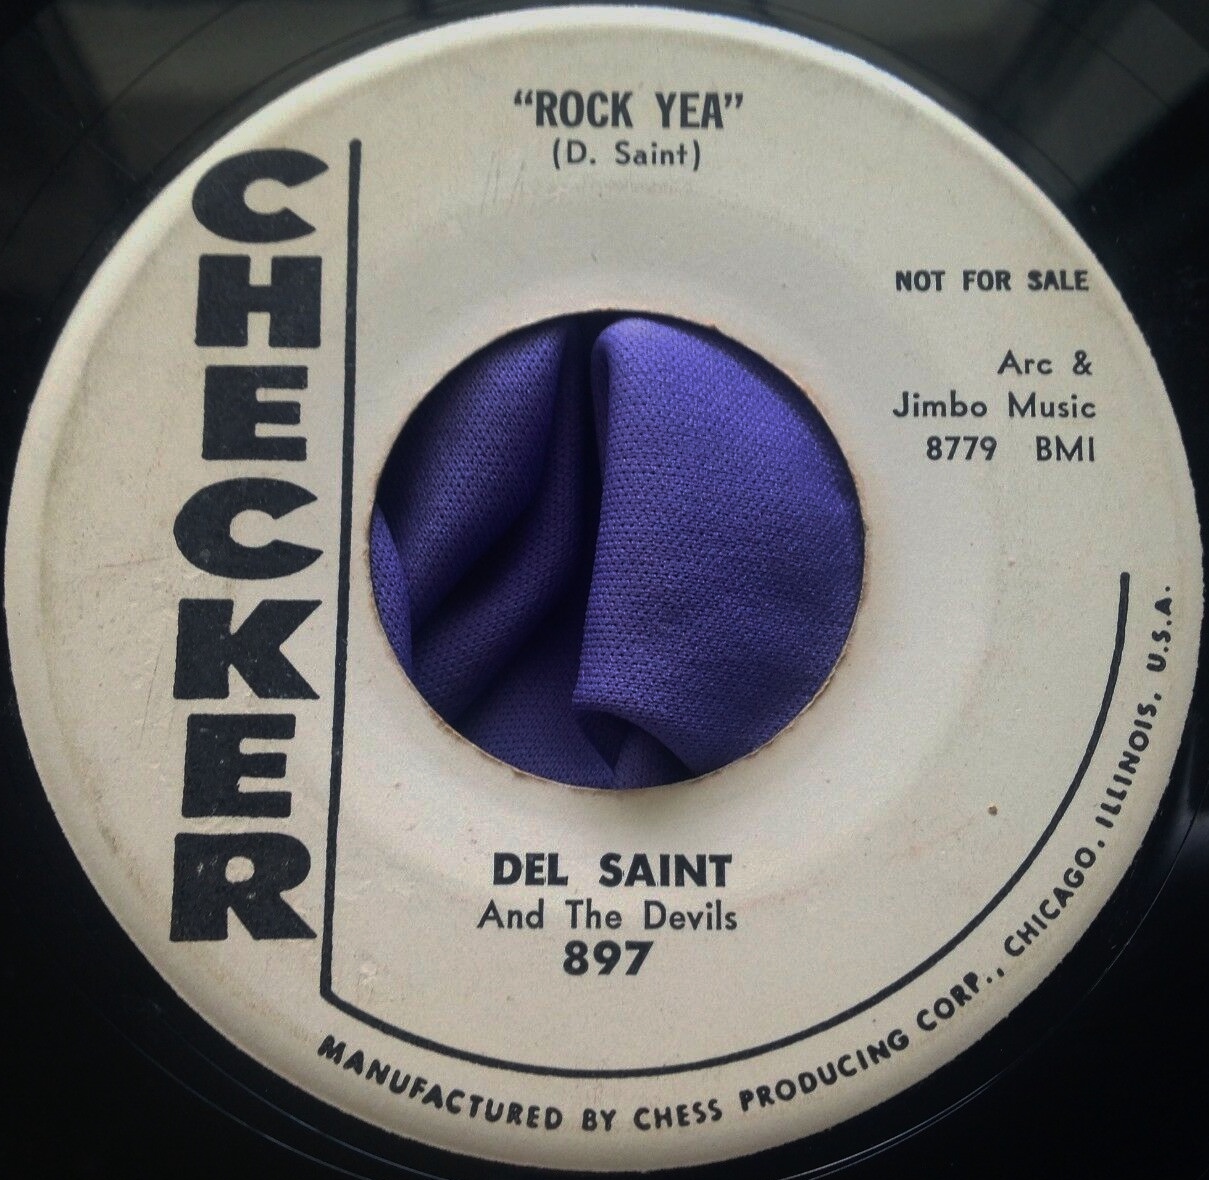 "ROCK YEA"
(D. Saint)
CHECKER
NOT FOR SALE
Arc &
Jimbo Music
8779 BMI
DEL SAINT
And The Devils
897
MANUFACTURED BY CHESS PRODUCING CORP., CHICAGO, ILLINOIS, U.S.A.